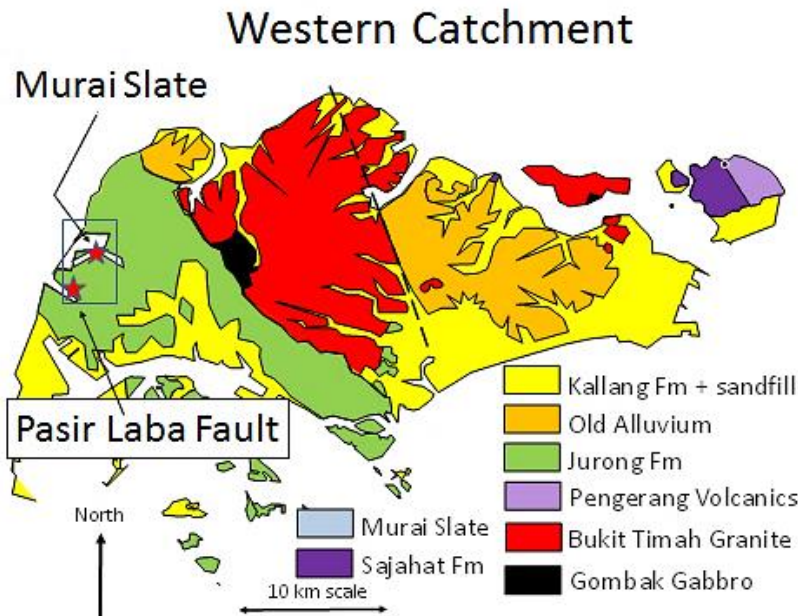 Western Catchment
Murai Slate
Pasir Laba Fault
North
10 km scale
Kallang Fm + sandfill
Old Alluvium
Jurong Fm
Pengerang Volcanics
Bukit Timah Granite
Gombak Gabbro
Murai Slate
Sajahat Fm